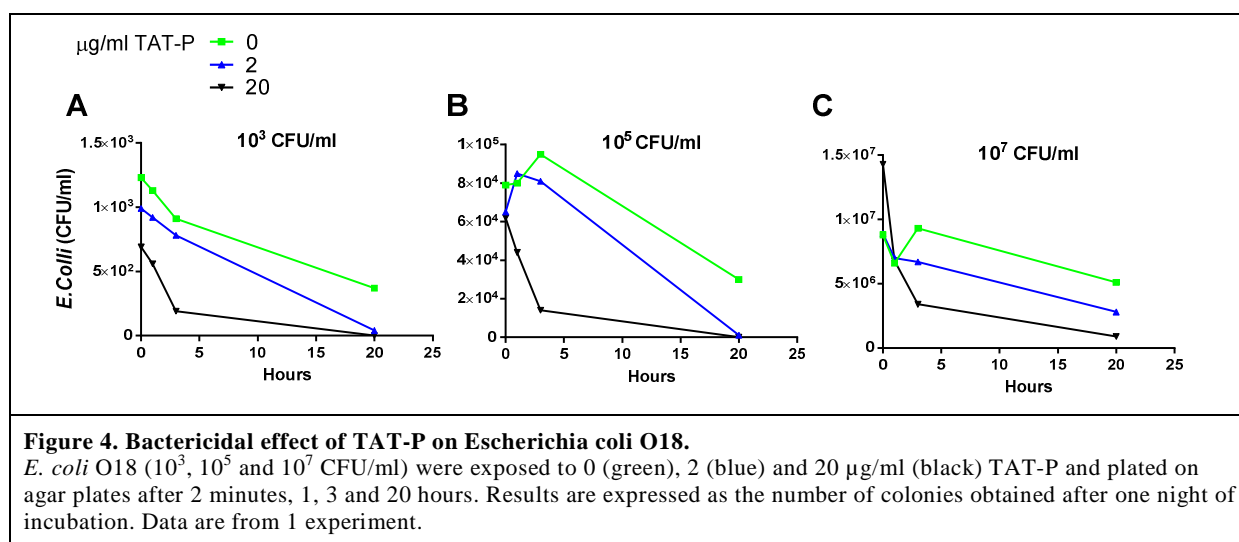 μg/ml TAT-P
0
2
20
A
10³ CFU/ml
E.Colli (CFU/ml)
1.5×10³
1×10³
5×10²
0
0 5 10 15 20 25
Hours
B
10⁵ CFU/ml
1×10⁵
8×10⁴
6×10⁴
4×10⁴
2×10⁴
0
0 5 10 15 20 25
Hours
C
10⁷ CFU/ml
1.5×10⁷
1×10⁷
5×10⁶
0
0 5 10 15 20 25
Hours
Figure 4. Bactericidal effect of TAT-P on Escherichia coli O18.
E. coli O18 (10³, 10⁵ and 10⁷ CFU/ml) were exposed to 0 (green), 2 (blue) and 20 µg/ml (black) TAT-P and plated on
agar plates after 2 minutes, 1, 3 and 20 hours. Results are expressed as the number of colonies obtained after one night of
incubation. Data are from 1 experiment.